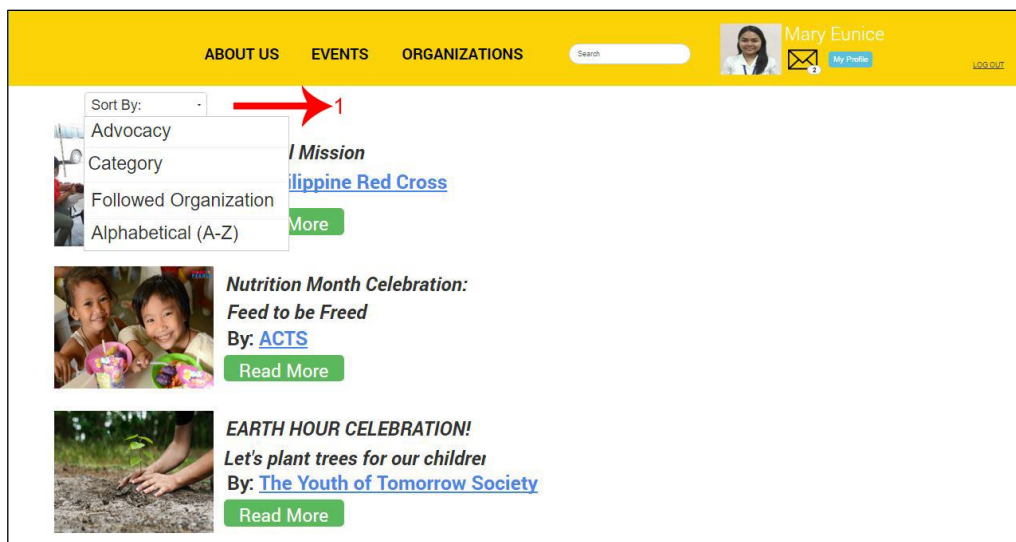 Mary Eunice
ABOUT US EVENTS ORGANIZATIONS Search
2 My Profile
LOG OUT
Sort By:
1
Advocacy
Category
Followed Organization
Alphabetical (A-Z)
Mission
ilippine Red Cross
More
Nutrition Month Celebration:
Feed to be Freed
By: ACTS
Read More
EARTH HOUR CELEBRATION!
Let's plant trees for our childre
By: The Youth of Tomorrow Society
Read More